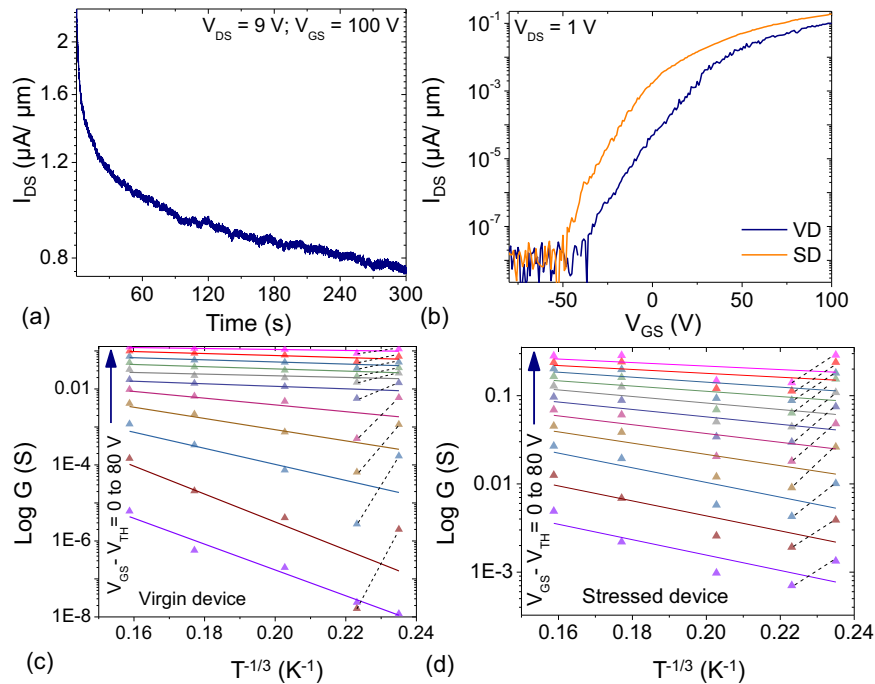 V_DS = 9 V; V_GS = 100 V
2
1.2
0.8
I_DS (μA/ μm)
60 120 180 240 300
Time (s)
(a)
V_DS = 1 V
10^-1
10^-3
10^-5
10^-7
I_DS (μA/ μm)
VD
SD
-50 0 50 100
V_GS (V)
(b)
0.01
1E-4
1E-6
1E-8
Log G (S)
V_GS- V_TH = 0 to 80 V
Virgin device
0.16 0.18 0.20 0.22 0.24
T^-1/3 (K^-1)
(c)
0.1
0.01
1E-3
Log G (S)
V_GS- V_TH = 0 to 80 V
Stressed device
0.16 0.18 0.20 0.22 0.24
T^-1/3 (K^-1)
(d)